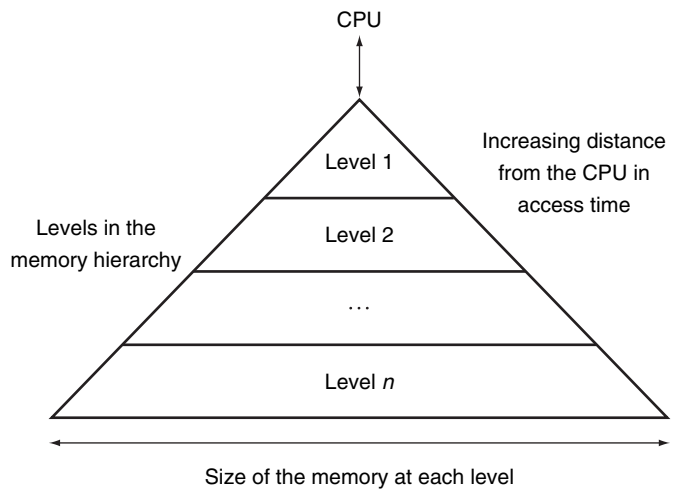 CPU
Level 1
Increasing distance
from the CPU in
access time
Levels in the
memory hierarchy
Level 2
...
Level n
Size of the memory at each level